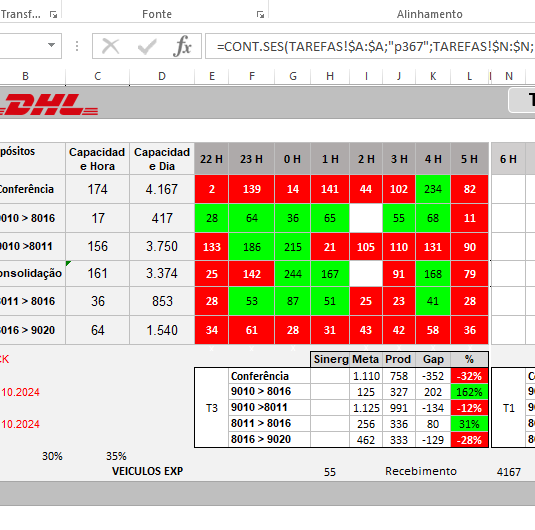 Transf...
Fonte
Alinhamento
fx =CONT.SES(TAREFAS!$A:$A;"p367";TAREFAS!$N:$N;
B C D E F G H I J K L N
DHL
T
pósitos Capacidad e Hora Capacidad e Dia 22 H 23 H 0 H 1 H 2 H 3 H 4 H 5 H 6 H
onferência 174 4.167 2 139 14 141 44 102 234 82
9010 > 8016 17 417 28 64 36 65 55 68 11
9010 >8011 156 3.750 133 186 215 21 105 110 131 90
onsolidação 161 3.374 25 142 244 167 91 168 79
8011 > 8016 36 853 28 53 87 51 25 23 41 28
8016 > 9020 64 1.540 34 61 28 31 43 42 58 36
CK Sinerg Meta Prod Gap %
Conferência 1.110 758 -352 -32%
10.2024 9010 > 8016 125 327 202 162%
T3 9010 >8011 1.125 991 -134 -12% T1
10.2024 8011 > 8016 256 336 80 31%
8016 > 9020 462 333 -129 -28%
30% 35%
VEICULOS EXP 55 Recebimento 4167